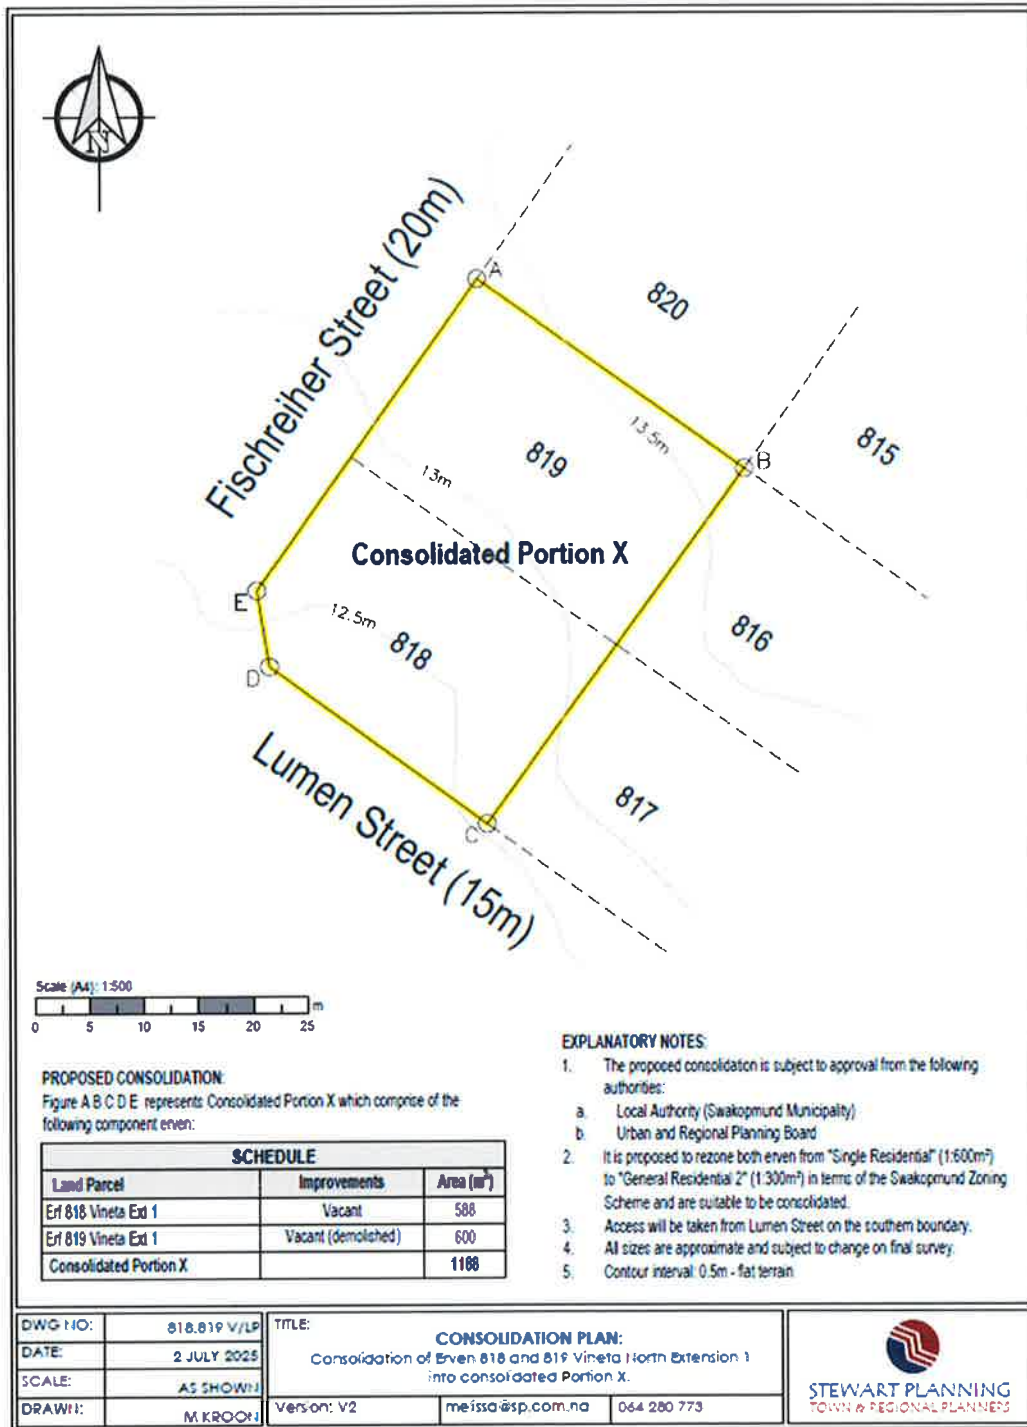 N
Fischreiher Street (20m)
A
820
13.5m
B
815
819
13m
Consolidated Portion X
E
12.5m
818
816
D
Lumen Street (15m)
817
C
Scale (A4): 1:500
m
0 5 10 15 20 25
PROPOSED CONSOLIDATION:
Figure A B C D E represents Consolidated Portion X which comprise of the
following component erven:
SCHEDULE
Land Parcel Improvements Area (m²)
Erf 818 Vineta Ext 1 Vacant 588
Erf 819 Vineta Ext 1 Vacant (demolished) 600
Consolidated Portion X 1188
EXPLANATORY NOTES:
1. The proposed consolidation is subject to approval from the following
authorities:
a. Local Authority (Swakopmund Municipality)
b. Urban and Regional Planning Board
2. It is proposed to rezone both erven from "Single Residential" (1:600m²)
to "General Residential 2" (1:300m²) in terms of the Swakopmund Zoning
Scheme and are suitable to be consolidated.
3. Access will be taken from Lumen Street on the southern boundary.
4. All sizes are approximate and subject to change on final survey.
5. Contour interval: 0.5m - flat terrain
DWG NO: 818.819 V/LP
DATE: 2 JULY 2025
SCALE: AS SHOWN
DRAWN: M KROON
TITLE:
CONSOLIDATION PLAN:
Consolidation of Erven 818 and 819 Vineta North Extension 1
into consolidated Portion X.
Version: V2 melssa@sp.com.na 064 280 773
STEWART PLANNING
TOWN & REGIONAL PLANNERS